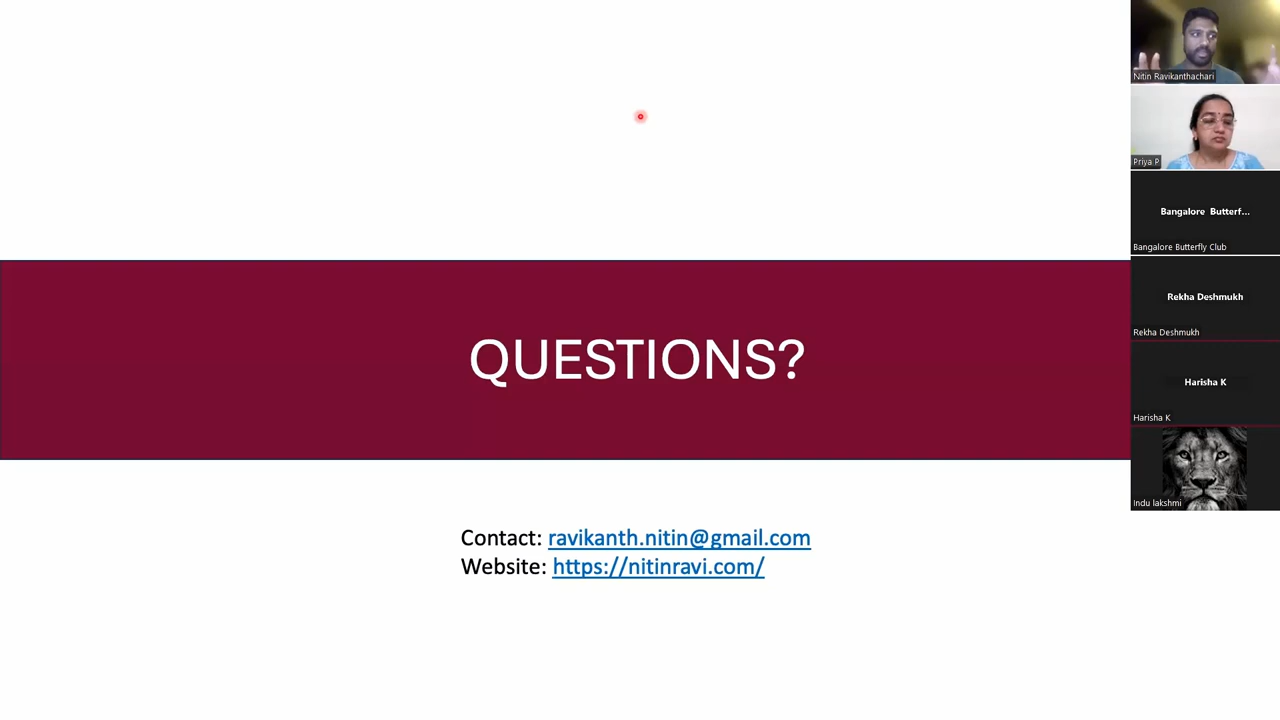 QUESTIONS?
Contact: ravikanth.nitin@gmail.com
Website: https://nitinravi.com/
Nitin Ravikanthachari
Priya P
Bangalore Butterf...
Bangalore Butterfly Club
Rekha Deshmukh
Rekha Deshmukh
Harisha K
Harisha K
Indu lakshmi